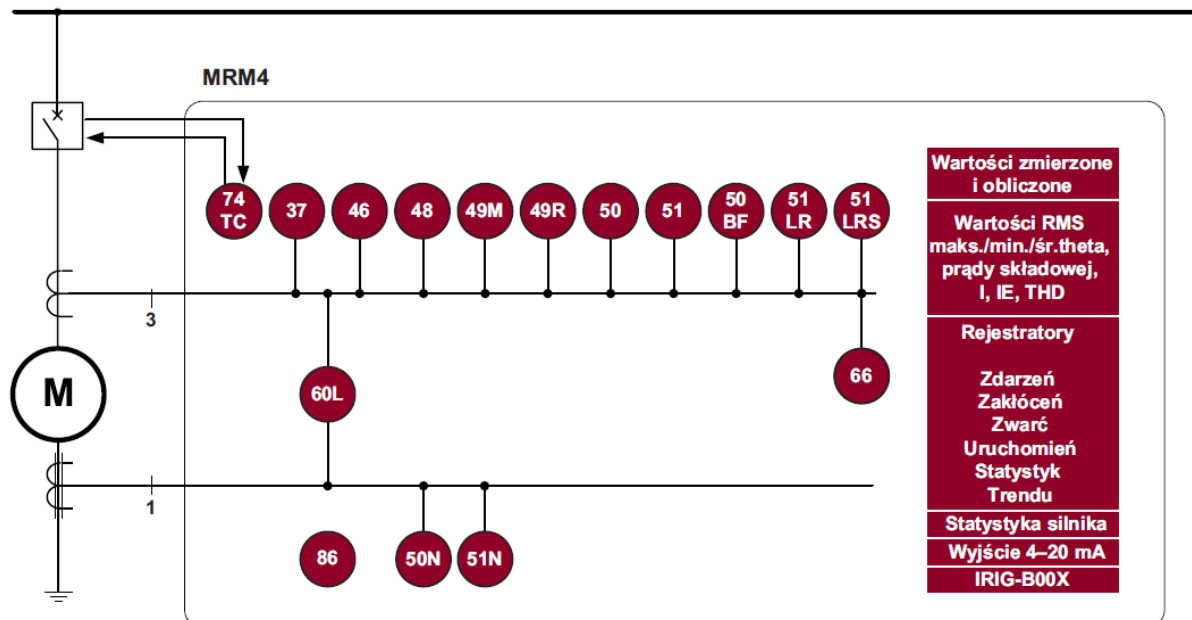 MRM4
74
TC
37
46
48
49M
49R
50
51
50
BF
51
LR
51
LRS
3
M
60L
66
1
86
50N
51N
Wartości zmierzone
i obliczone
Wartości RMS
maks./min./śr.theta,
prądy składowej,
I, IE, THD
Rejestratory
Zdarzeń
Zakłóceń
Zwarć
Uruchomień
Statystyk
Trendu
Statystyka silnika
Wyjście 4–20 mA
IRIG-B00X